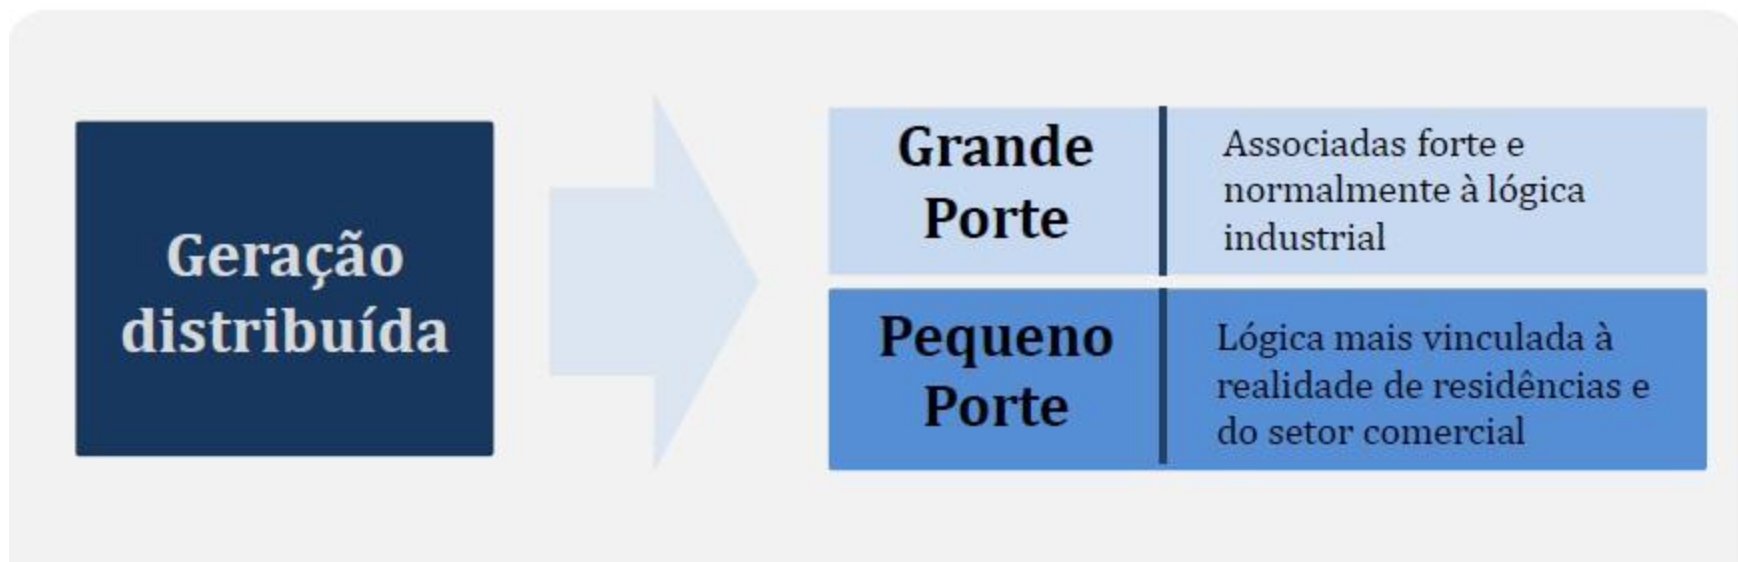 Geração
distribuída
Grande
Porte
Associadas forte e
normalmente à lógica
industrial
Pequeno
Porte
Lógica mais vinculada à
realidade de residências e
do setor comercial